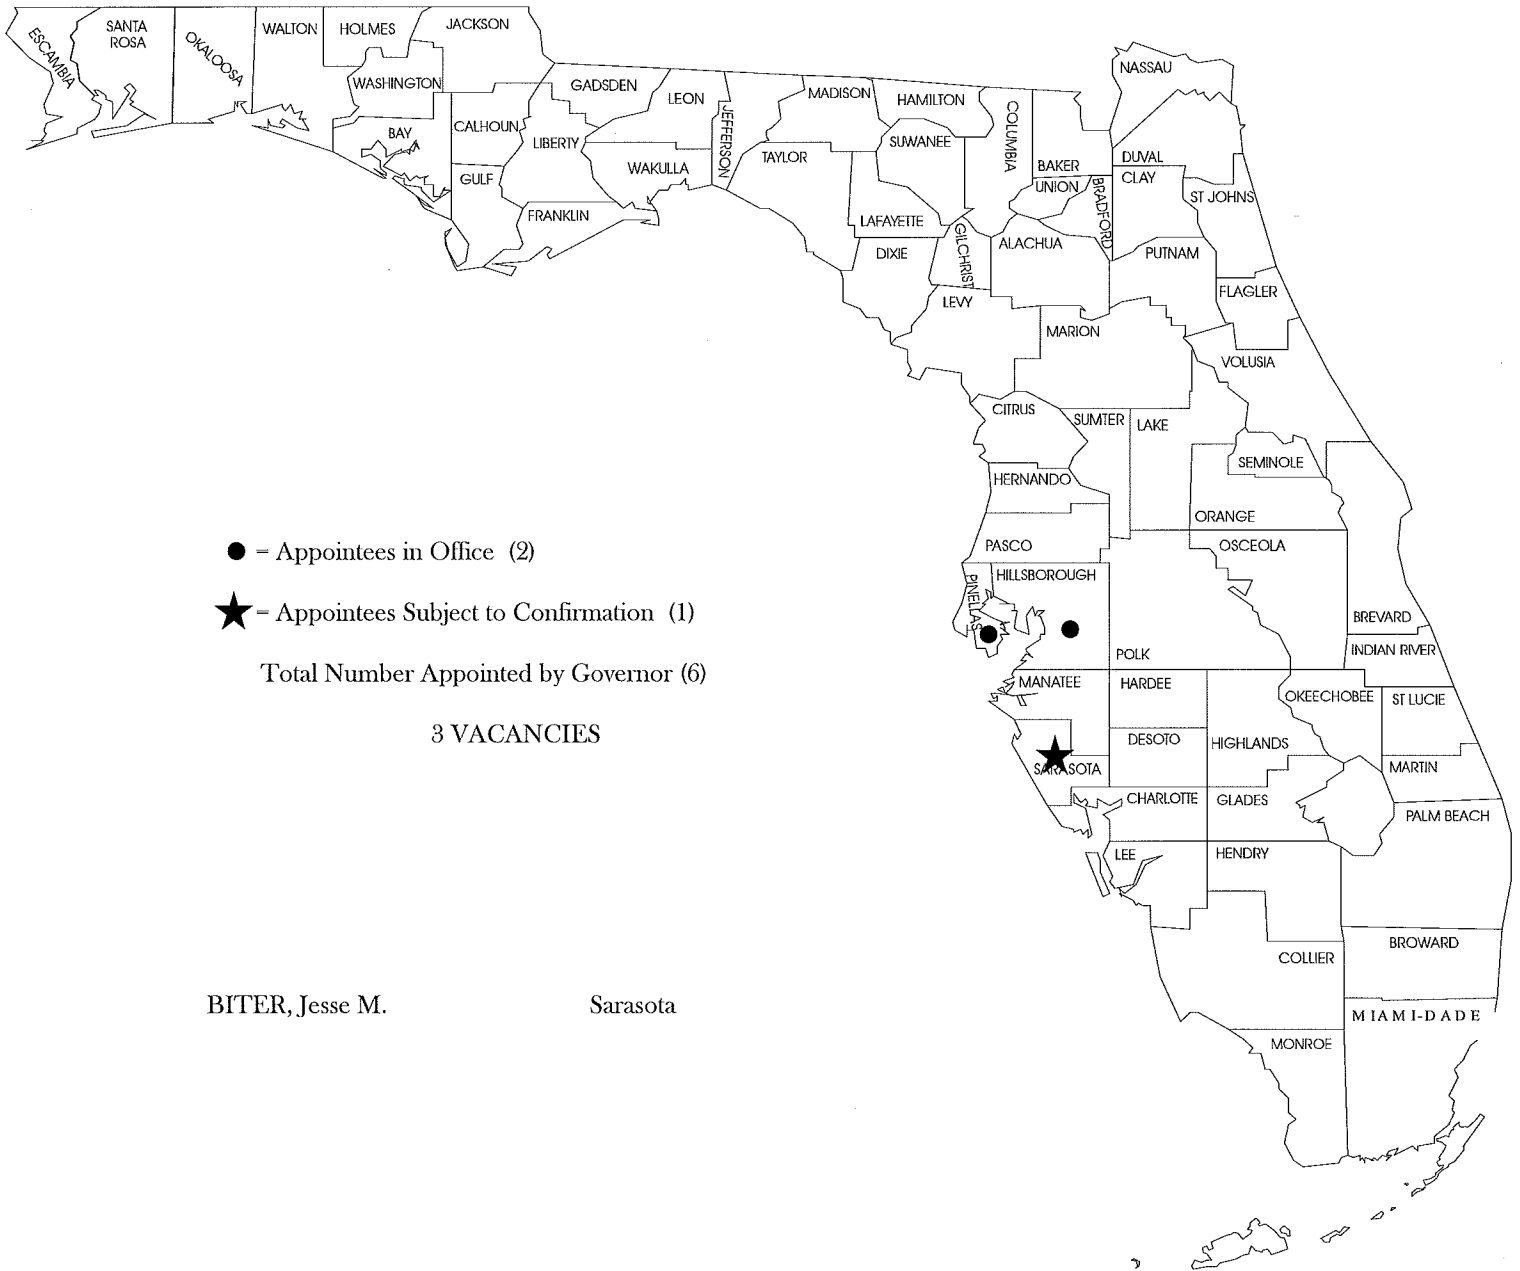 ESCAMBIA
SANTA
ROSA
OKALOOSA
WALTON
HOLMES
JACKSON
WASHINGTON
BAY
CALHOUN
GULF
GADSDEN
LIBERTY
FRANKLIN
LEON
WAKULLA
JEFFERSON
MADISON
TAYLOR
HAMILTON
SUWANEE
LAFAYETTE
DIXIE
COLUMBIA
GILCHRIST
BAKER
UNION
BRADFORD
ALACHUA
LEVY
NASSAU
DUVAL
CLAY
ST JOHNS
PUTNAM
FLAGLER
MARION
VOLUSIA
CITRUS
SUMTER
LAKE
SEMINOLE
HERNANDO
ORANGE
PASCO
OSCEOLA
PINELLAS
HILLSBOROUGH
POLK
BREVARD
INDIAN RIVER
MANATEE
HARDEE
OKEECHOBEE
ST LUCIE
DESOTO
HIGHLANDS
SARASOTA
MARTIN
CHARLOTTE
GLADES
PALM BEACH
LEE
HENDRY
COLLIER
BROWARD
MIAMI-DADE
MONROE
= Appointees in Office (2)
= Appointees Subject to Confirmation (1)
Total Number Appointed by Governor (6)
3 VACANCIES
BITER, Jesse M. Sarasota